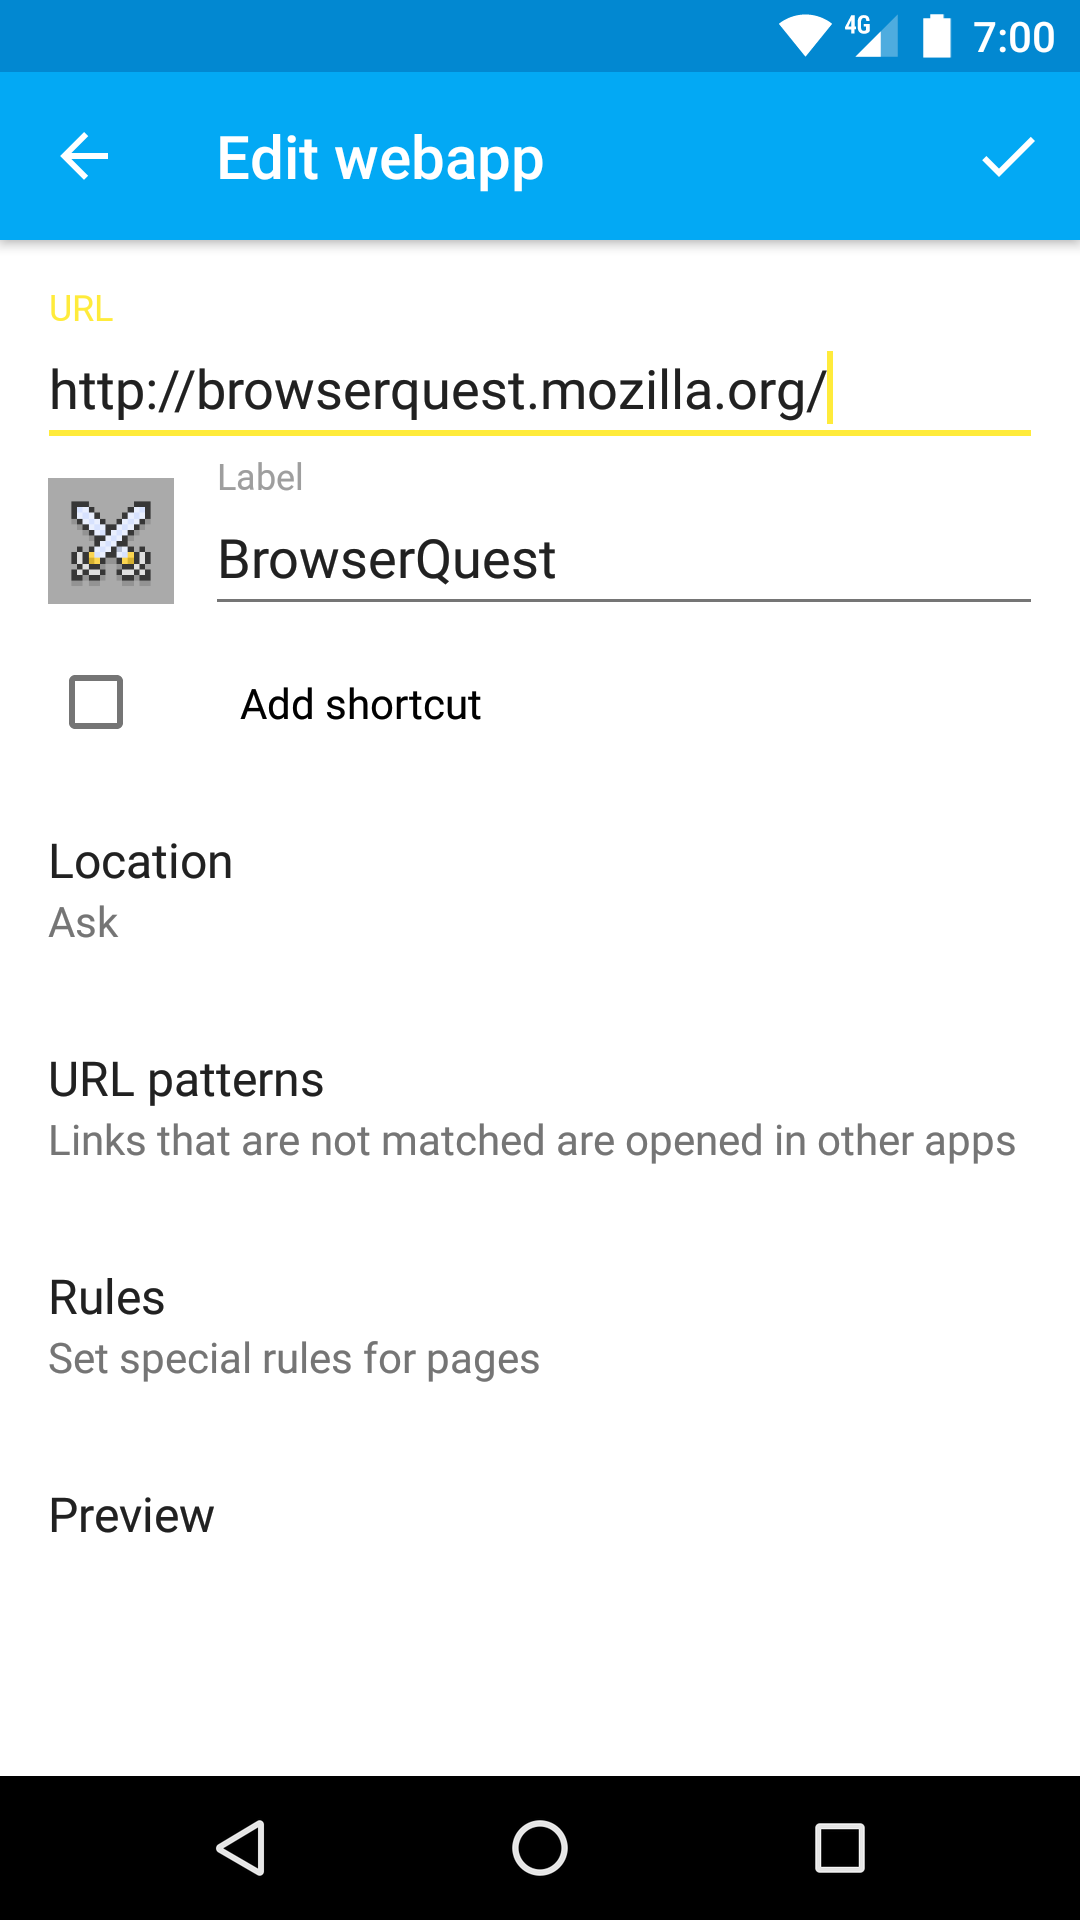 4G 7:00
Edit webapp
URL
http://browserquest.mozilla.org/
Label
BrowserQuest
Add shortcut
Location
Ask
URL patterns
Links that are not matched are opened in other apps
Rules
Set special rules for pages
Preview